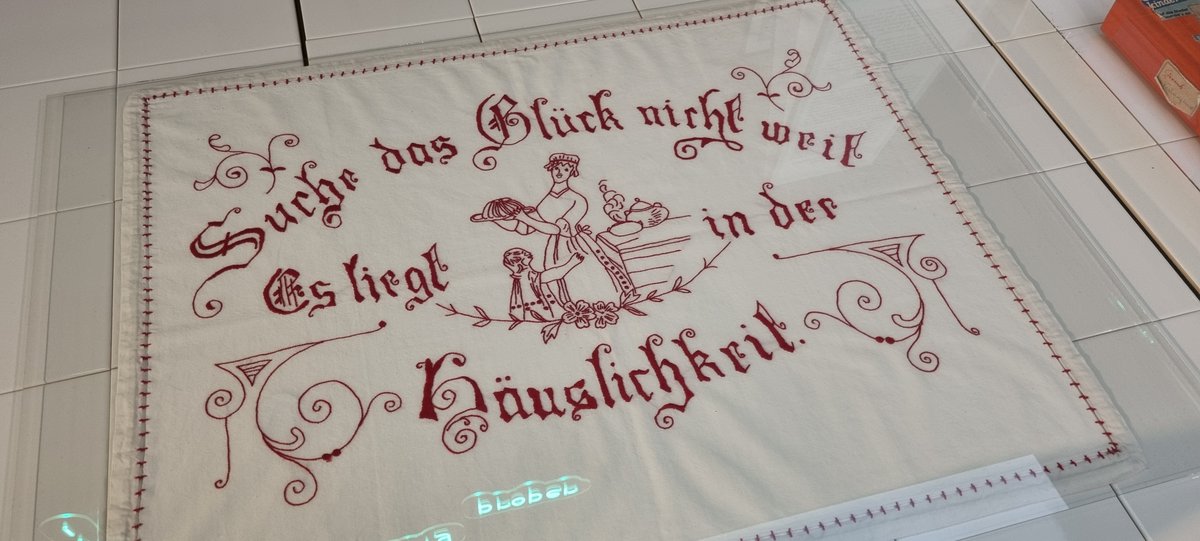 Suche das Glück nicht weit
Es liegt in der
Häuslichkeit.